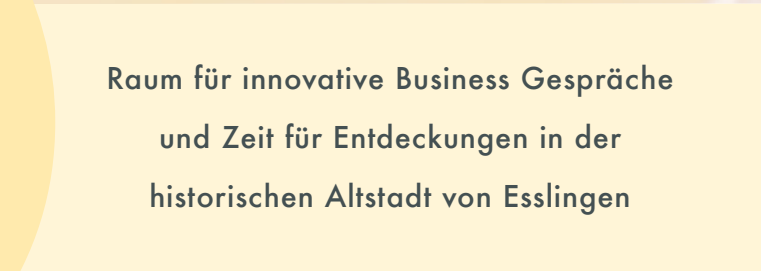 Raum für innovative Business Gespräche
und Zeit für Entdeckungen in der
historischen Altstadt von Esslingen